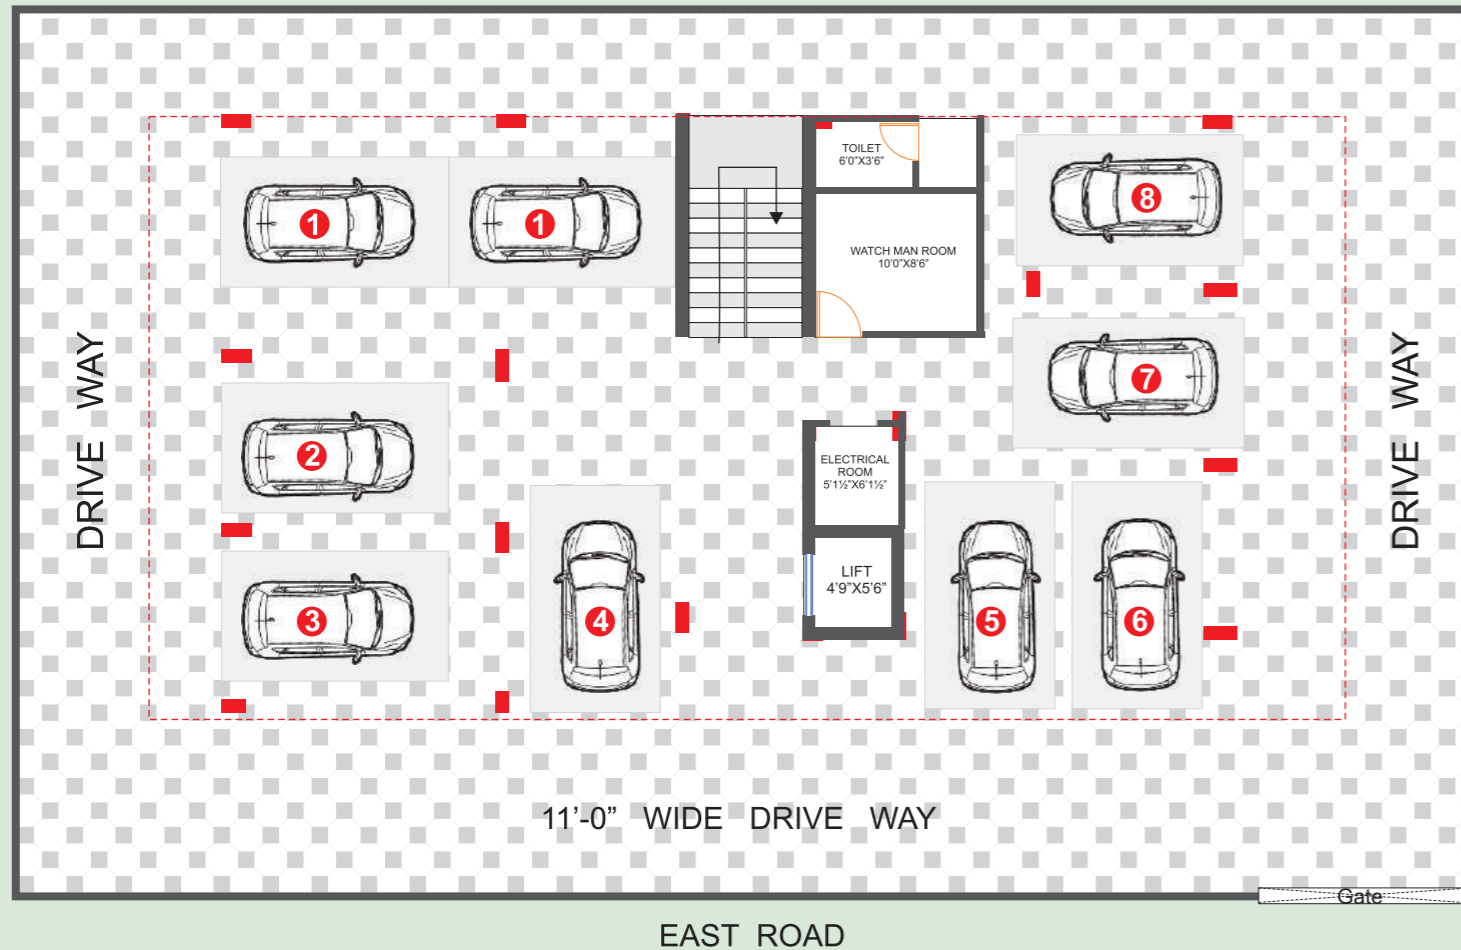 TOILET
6'0"X3'6"
1
1
8
WATCH MAN ROOM
10'0"X8'6"
DRIVE WAY
DRIVE WAY
7
2
ELECTRICAL
ROOM
5'1½"X6'1½"
LIFT
4'9"X5'6"
3
4
5
6
11’-0” WIDE DRIVE WAY
Gate
EAST ROAD